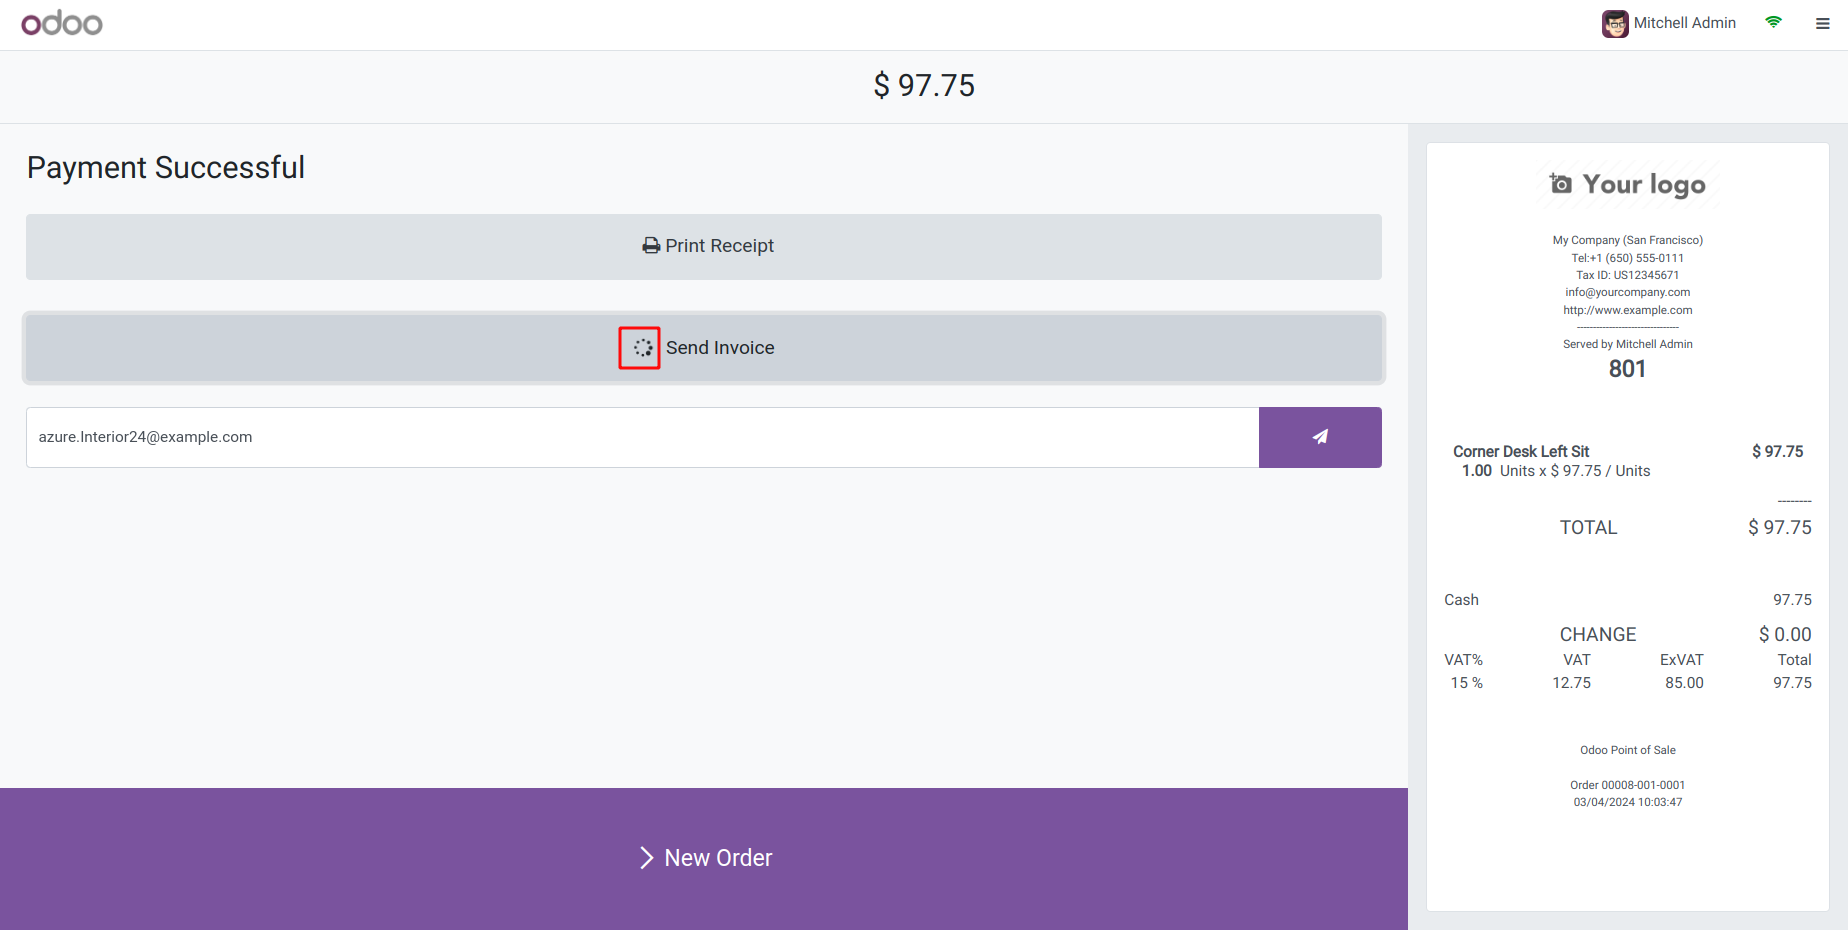 odoo
Mitchell Admin
$ 97.75
Payment Successful
Print Receipt
Send Invoice
azure.Interior24@example.com
New Order
Your logo
My Company (San Francisco)
Tel:+1 (650) 555-0111
Tax ID: US12345671
info@yourcompany.com
http://www.example.com
--------------------------------
Served by Mitchell Admin
801
Corner Desk Left Sit $ 97.75
1.00 Units x $ 97.75 / Units
--------
TOTAL $ 97.75
Cash 97.75
CHANGE $ 0.00
VAT% VAT ExVAT Total
15 % 12.75 85.00 97.75
Odoo Point of Sale
Order 00008-001-0001
03/04/2024 10:03:47